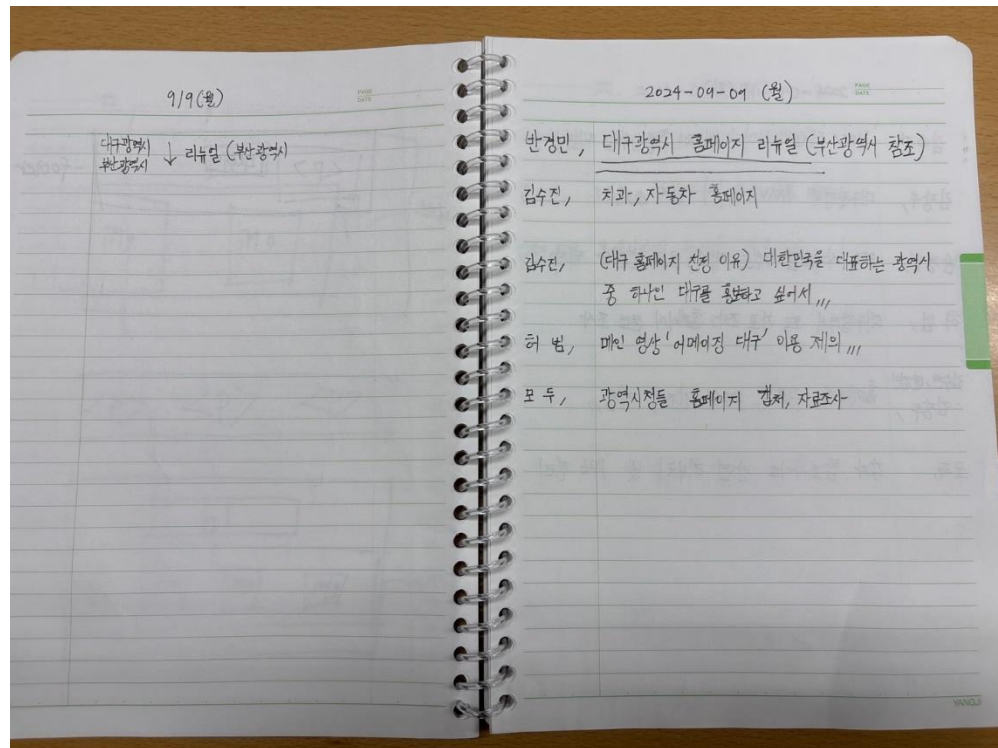 9/9(월)
대구광역시
부산광역시 ↓ 리뉴얼 (부산광역시
PAGE
DATE
2024-09-09 (월)
PAGE
DATE
반경민, 대구광역시 홈페이지 리뉴얼 (부산광역시 참조)
김수진, 치과, 자동차 홈페이지
김수진, (대구 홈페이지 선정 이유) 대한민국을 대표하는 광역시
중 하나인 대구를 홍보하고 싶어서,,,
허 범, 메인 영상 '어메이징 대구' 이용 제의,,,
모두, 광역시청들 홈페이지 캡처, 자료조사